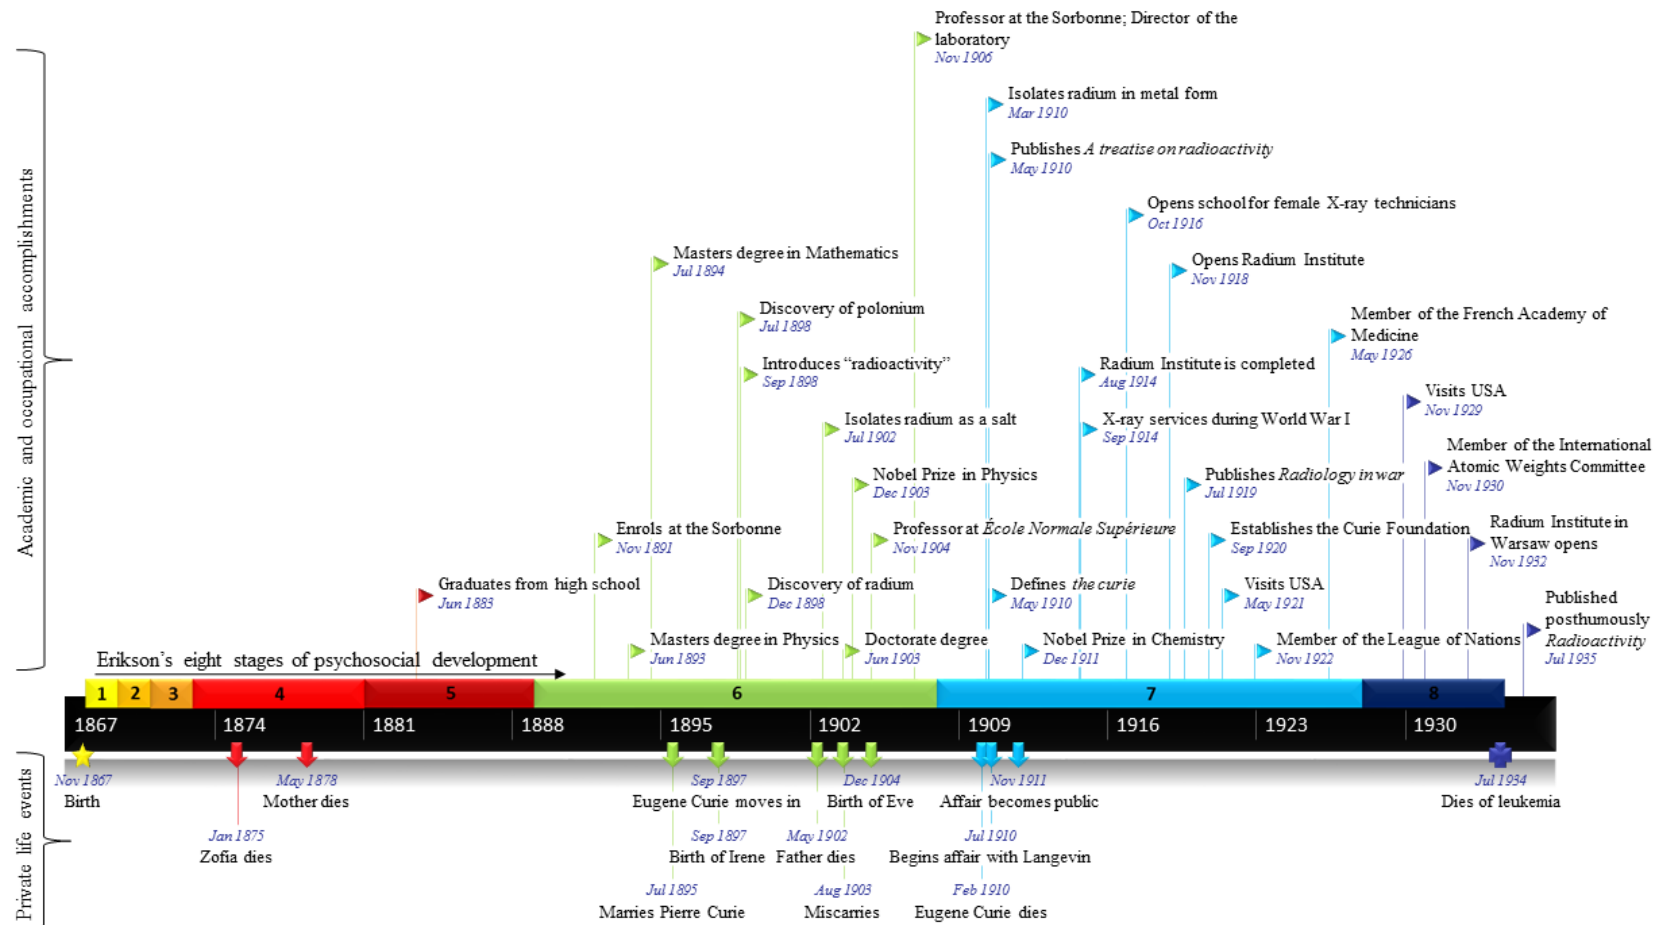 Professor at the Sorbonne; Director of the
laboratory
Nov 1906
Isolates radium in metal form
Mar 1910
Publishes A treatise on radioactivity
May 1910
Opens school for female X-ray technicians
Oct 1916
Masters degree in Mathematics
Jul 1894
Opens Radium Institute
Nov 1918
Discovery of polonium
Jul 1898
Member of the French Academy of
Medicine
May 1926
Introduces “radioactivity”
Sep 1898
Radium Institute is completed
Aug 1914
Visits USA
Nov 1929
Isolates radium as a salt
Jul 1902
X-ray services during World War I
Sep 1914
Member of the International
Atomic Weights Committee
Nov 1930
Nobel Prize in Physics
Dec 1903
Publishes Radiology in war
Jul 1919
Enrols at the Sorbonne
Nov 1891
Professor at École Normale Supérieure
Nov 1904
Establishes the Curie Foundation
Sep 1920
Radium Institute in
Warsaw opens
Nov 1932
Graduates from high school
Jun 1883
Discovery of radium
Dec 1898
Defines the curie
May 1910
Visits USA
May 1921
Published
posthumously
Radioactivity
Jul 1935
Masters degree in Physics
Jun 1893
Doctorate degree
Jun 1903
Nobel Prize in Chemistry
Dec 1911
Member of the League of Nations
Nov 1922
Academic and occupational accomplishments
Erikson’s eight stages of psychosocial development
1 2 3 4 5 6 7 8
1867 1874 1881 1888 1895 1902 1909 1916 1923 1930
Private life events
Nov 1867
Birth
May 1878
Mother dies
Sep 1897
Eugene Curie moves in
Dec 1904
Birth of Eve
Nov 1911
Affair becomes public
Jul 1934
Dies of leukemia
Jan 1875
Zofia dies
Sep 1897
Birth of Irene
May 1902
Father dies
Jul 1910
Begins affair with Langevin
Jul 1895
Marries Pierre Curie
Aug 1903
Miscarries
Feb 1910
Eugene Curie dies